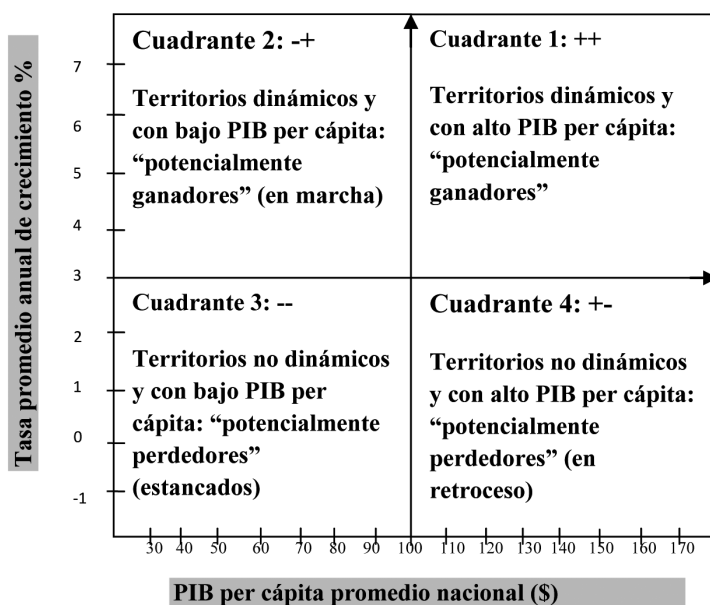 Tasa promedio anual de crecimiento %
7
6
5
4
3
2
1
0
-1
Cuadrante 2: -+
Territorios dinámicos y
con bajo PIB per cápita:
“potencialmente
ganadores” (en marcha)
Cuadrante 1: ++
Territorios dinámicos y
con alto PIB per cápita:
“potencialmente
ganadores”
Cuadrante 3: --
Territorios no dinámicos
y con bajo PIB per
cápita: “potencialmente
perdedores”
(estancados)
Cuadrante 4: +-
Territorios no dinámicos
y con alto PIB per cápita:
“potencialmente
perdedores” (en
retroceso)
30 40 50 60 70 80 90 100 110 120 130 140 150 160 170
PIB per cápita promedio nacional ($)